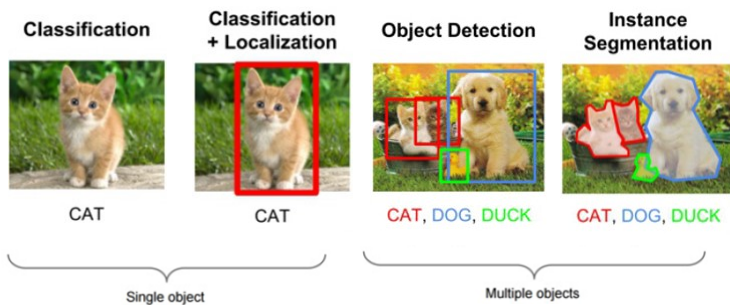 Classification
Classification
+ Localization
Object Detection
Instance
Segmentation
CAT
CAT
CAT, DOG, DUCK
CAT, DOG, DUCK
Single object
Multiple objects